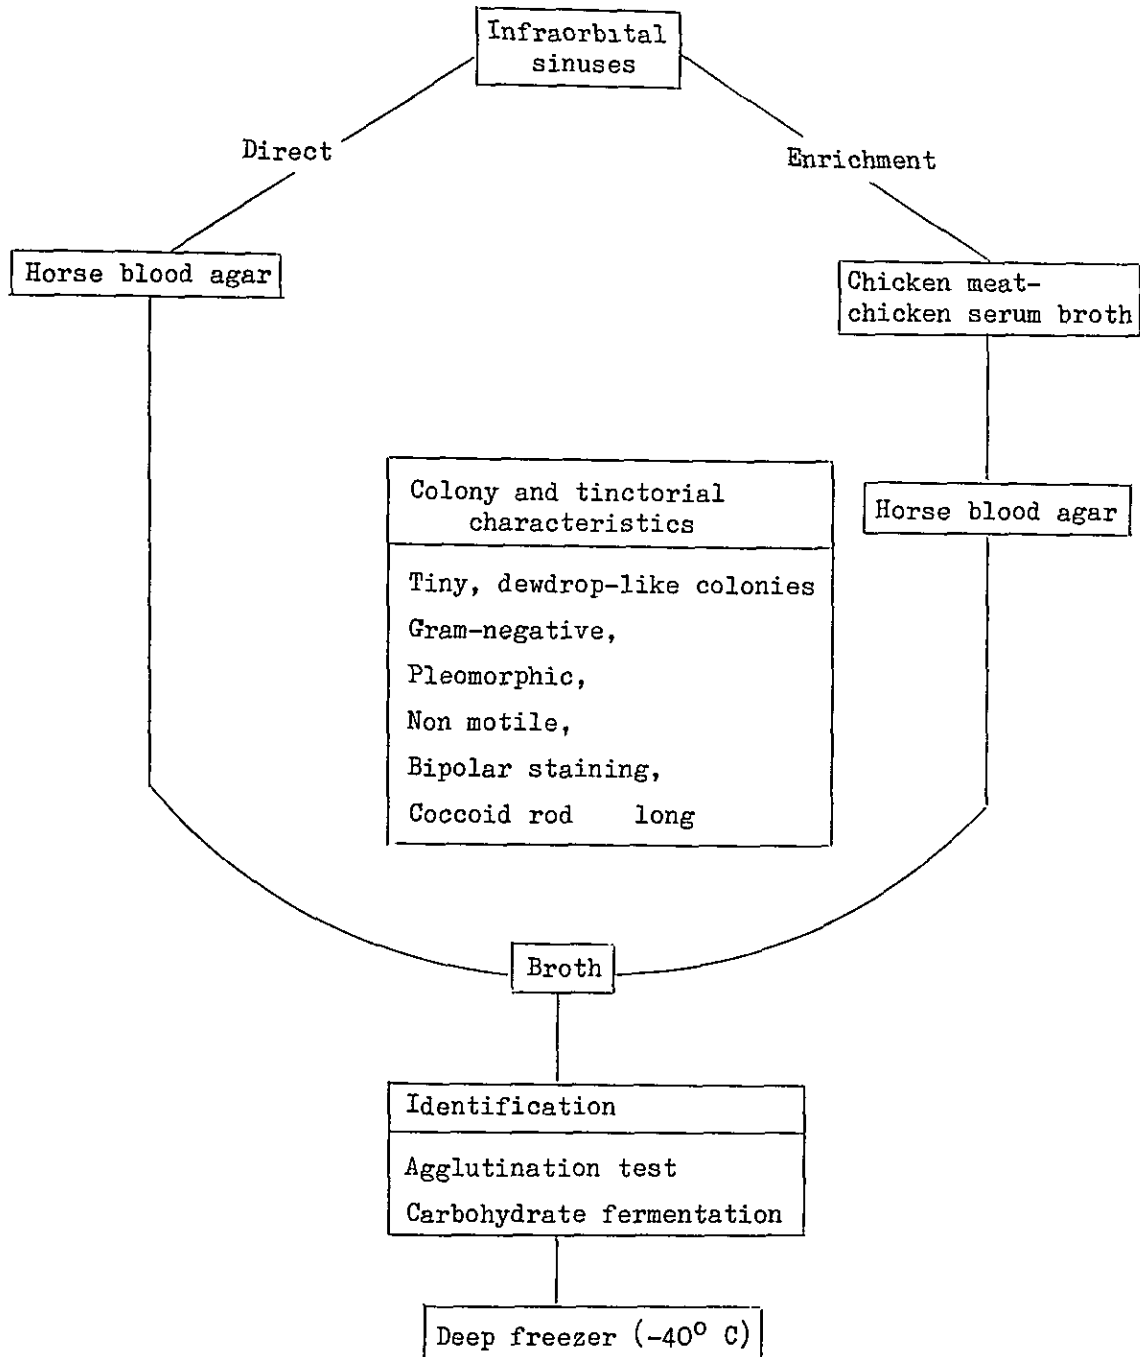 Infraorbital
sinuses
Direct
Enrichment
Horse blood agar
Chicken meat-
chicken serum broth
Horse blood agar
Colony and tinctorial
characteristics
Tiny, dewdrop-like colonies
Gram-negative,
Pleomorphic,
Non motile,
Bipolar staining,
Coccoid rod long
Broth
Identification
Agglutination test
Carbohydrate fermentation
Deep freezer (-40° C)